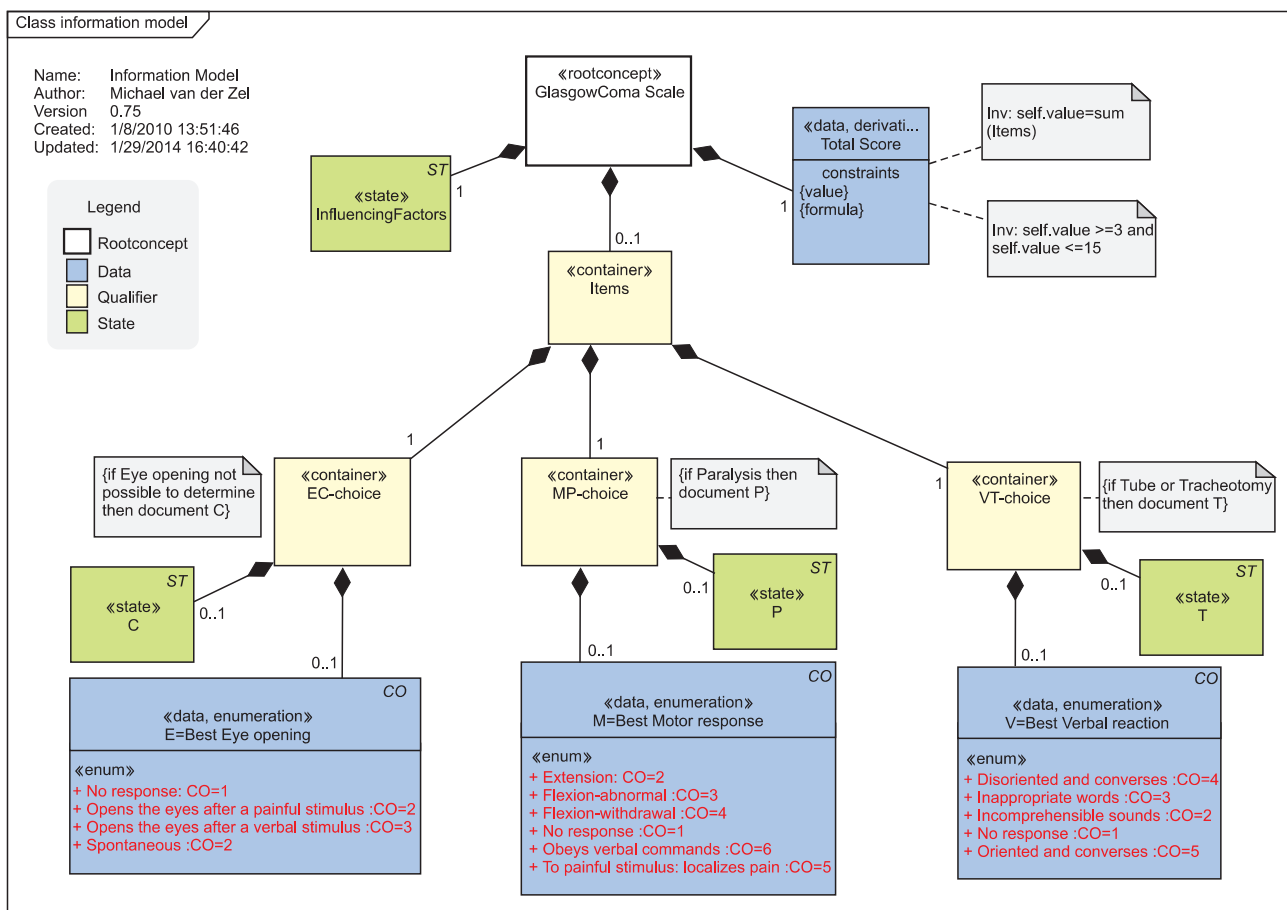 Class information model
Name: Information Model
Author: Michael van der Zel
Version 0.75
Created: 1/8/2010 13:51:46
Updated: 1/29/2014 16:40:42
Legend
Rootconcept
Data
Qualifier
State
«rootconcept»
GlasgowComa Scale
ST
«state»
InfluencingFactors
1
0..1
1
«data, derivati...
Total Score
constraints
{value}
{formula}
Inv: self.value=sum
(Items)
Inv: self.value >=3 and
self.value <=15
«container»
Items
1
1
1
{if Eye opening not
possible to determine
then document C}
«container»
EC-choice
«container»
MP-choice
{if Paralysis then
document P}
«container»
VT-choice
{if Tube or Tracheotomy
then document T}
ST
«state»
C
0..1
0..1
ST
«state»
P
0..1
0..1
ST
«state»
T
0..1
0..1
CO
«data, enumeration»
E=Best Eye opening
«enum»
+ No response: CO=1
+ Opens the eyes after a painful stimulus :CO=2
+ Opens the eyes after a verbal stimulus :CO=3
+ Spontaneous :CO=2
CO
«data, enumeration»
M=Best Motor response
«enum»
+ Extension: CO=2
+ Flexion-abnormal :CO=3
+ Flexion-withdrawal :CO=4
+ No response :CO=1
+ Obeys verbal commands :CO=6
+ To painful stimulus: localizes pain :CO=5
CO
«data, enumeration»
V=Best Verbal reaction
«enum»
+ Disoriented and converses :CO=4
+ Inappropriate words :CO=3
+ Incomprehensible sounds :CO=2
+ No response :CO=1
+ Oriented and converses :CO=5